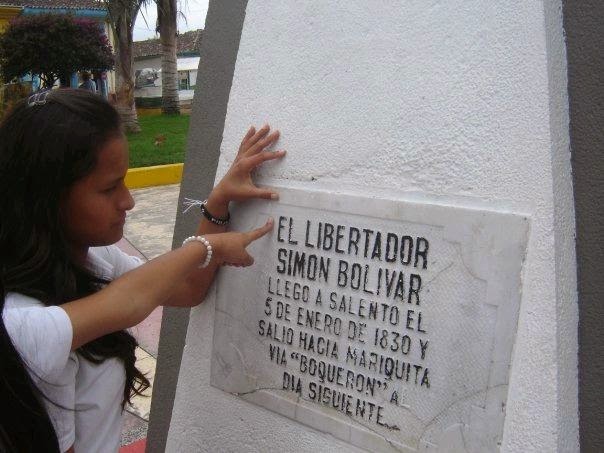 EL LIBERTADOR
SIMON BOLIVAR
LLEGO A SALENTO EL
5 DE ENERO DE 1830 Y
SALIO HACIA MARIQUITA
VIA "BOQUERON" AL
DIA SIGUIENTE